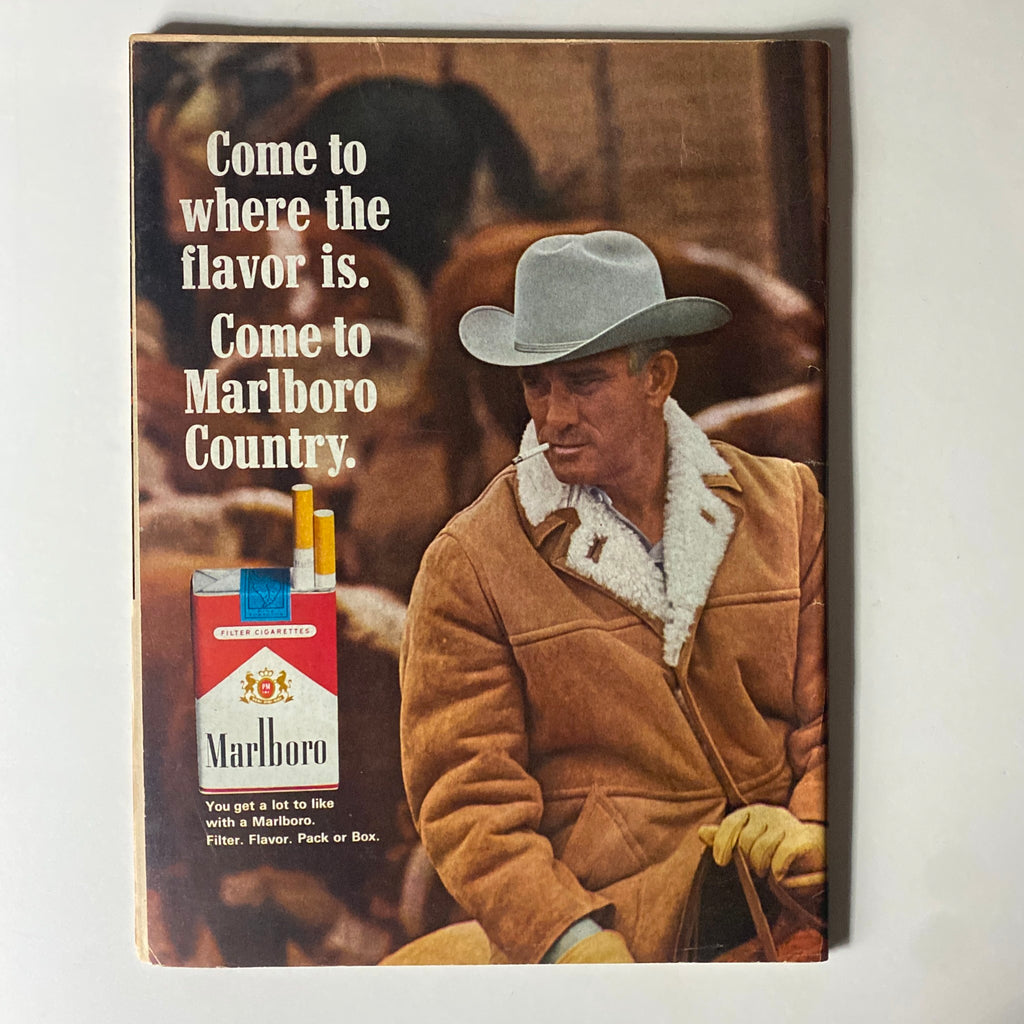 Come to
where the
flavor is.
Come to
Marlboro
Country.
FILTER CIGARETTES
PM
Marlboro
You get a lot to like
with a Marlboro.
Filter. Flavor. Pack or Box.